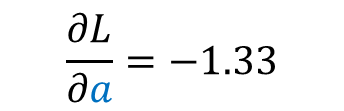 ∂L/∂a = −1.33